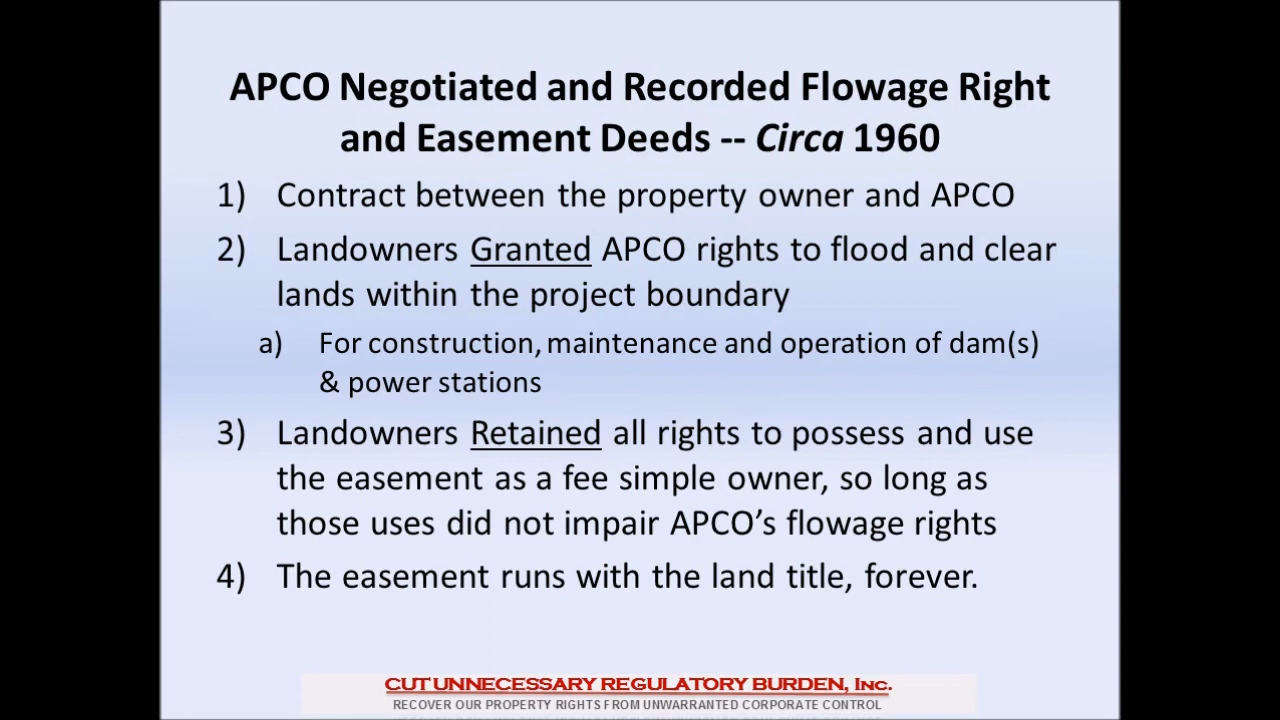 APCO Negotiated and Recorded Flowage Right
and Easement Deeds -- Circa 1960
1) Contract between the property owner and APCO
2) Landowners Granted APCO rights to flood and clear
lands within the project boundary
a) For construction, maintenance and operation of dam(s)
& power stations
3) Landowners Retained all rights to possess and use
the easement as a fee simple owner, so long as
those uses did not impair APCO’s flowage rights
4) The easement runs with the land title, forever.
CUT UNNECESSARY REGULATORY BURDEN, Inc.
RECOVER OUR PROPERTY RIGHTS FROM UNWARRANTED CORPORATE CONTROL